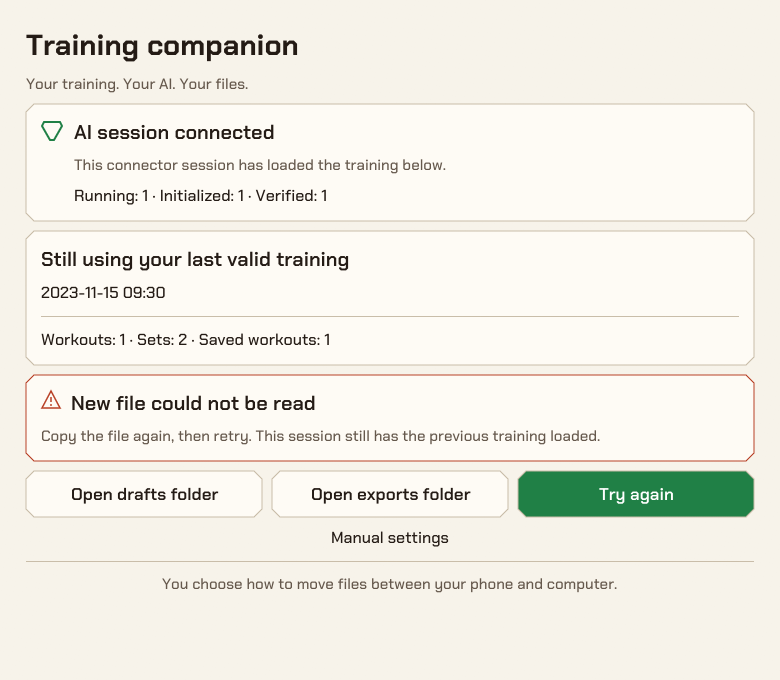 Training companion
Your training. Your AI. Your files.
AI session connected
This connector session has loaded the training below.
Running: 1 · Initialized: 1 · Verified: 1
Still using your last valid training
2023-11-15 09:30
Workouts: 1 · Sets: 2 · Saved workouts: 1
New file could not be read
Copy the file again, then retry. This session still has the previous training loaded.
Open drafts folder
Open exports folder
Try again
Manual settings
You choose how to move files between your phone and computer.